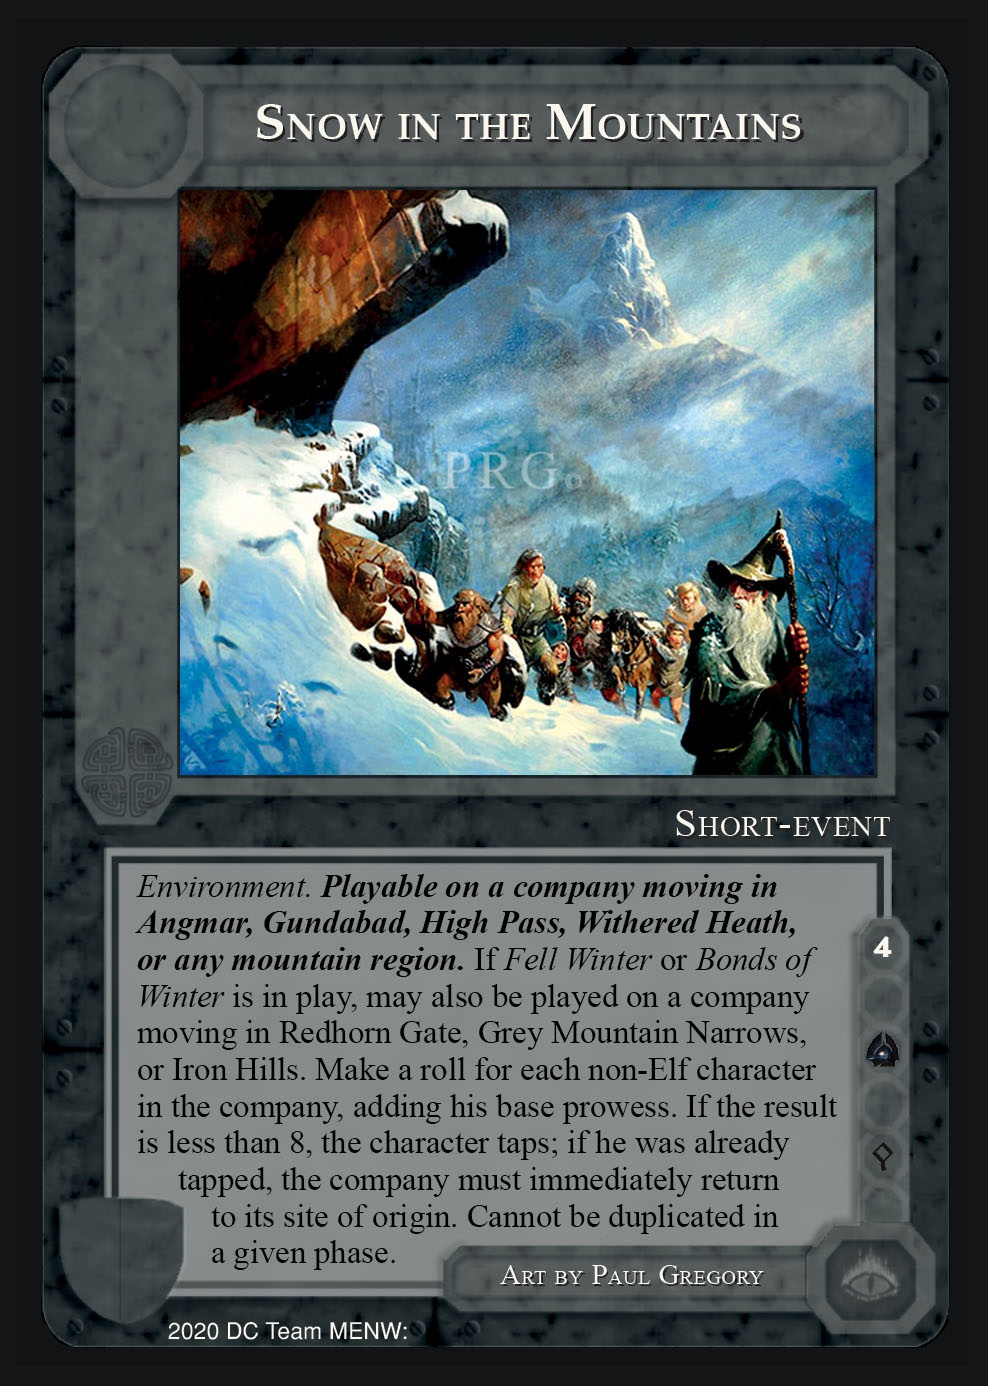 Snow in the Mountains
PRGo
Short-event
Environment. Playable on a company moving in
Angmar, Gundabad, High Pass, Withered Heath,
or any mountain region. If Fell Winter or Bonds of
Winter is in play, may also be played on a company
moving in Redhorn Gate, Grey Mountain Narrows,
or Iron Hills. Make a roll for each non-Elf character
in the company, adding his base prowess. If the result
is less than 8, the character taps; if he was already
tapped, the company must immediately return
to its site of origin. Cannot be duplicated in
a given phase.
4
Art by Paul Gregory
2020 DC Team MENW: